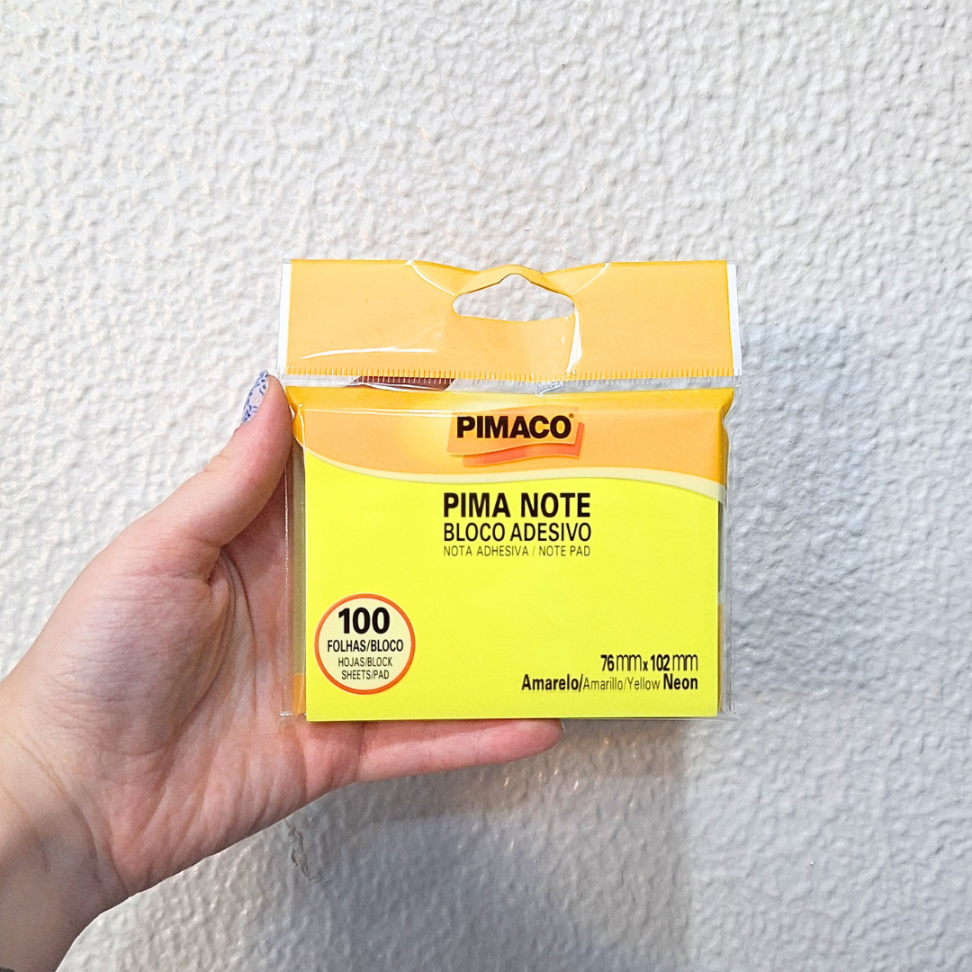 PIMACO®
PIMA NOTE
BLOCO ADESIVO
NOTA ADHESIVA / NOTE PAD
100
FOLHAS/BLOCO
HOJAS/BLOCK
SHEETS/PAD
76mm x 102mm
Amarelo/Amarillo/Yellow Neon